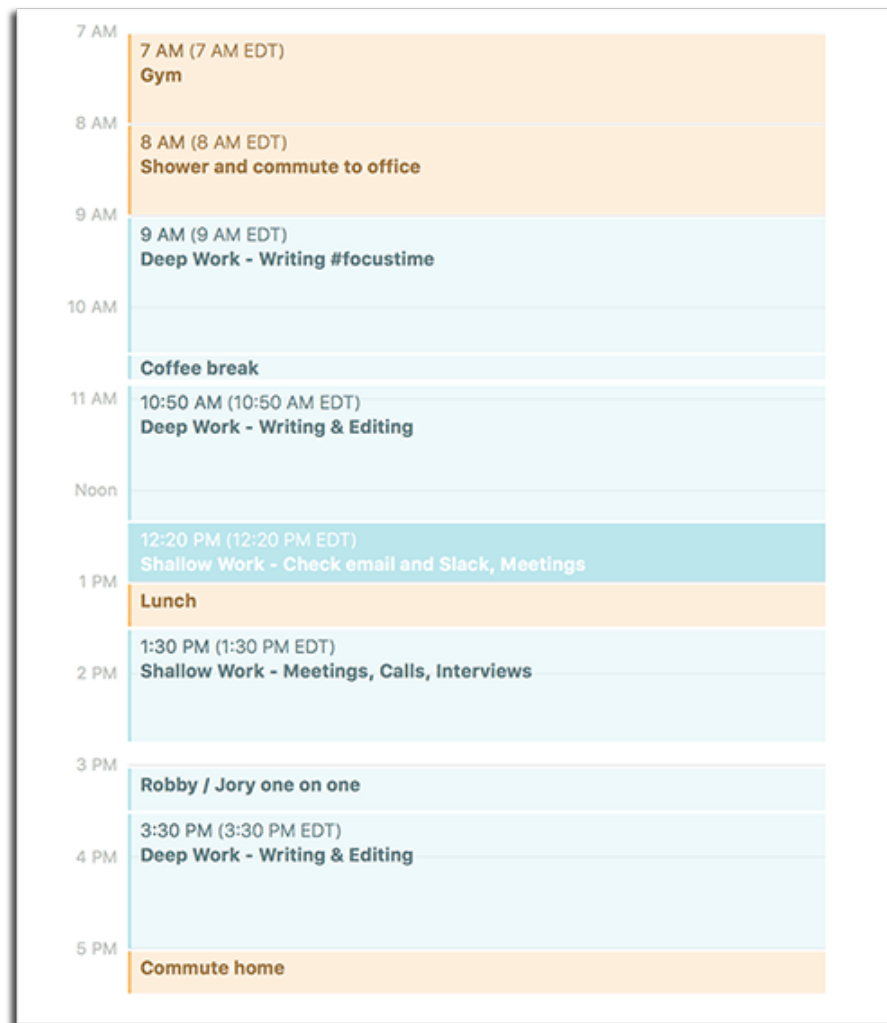 7 AM
7 AM (7 AM EDT)
Gym
8 AM
8 AM (8 AM EDT)
Shower and commute to office
9 AM
9 AM (9 AM EDT)
Deep Work - Writing #focustime
10 AM
Coffee break
11 AM
10:50 AM (10:50 AM EDT)
Deep Work - Writing & Editing
Noon
12:20 PM (12:20 PM EDT)
Shallow Work - Check email and Slack, Meetings
1 PM
Lunch
1:30 PM (1:30 PM EDT)
2 PM
Shallow Work - Meetings, Calls, Interviews
3 PM
Robby / Jory one on one
3:30 PM (3:30 PM EDT)
4 PM
Deep Work - Writing & Editing
5 PM
Commute home